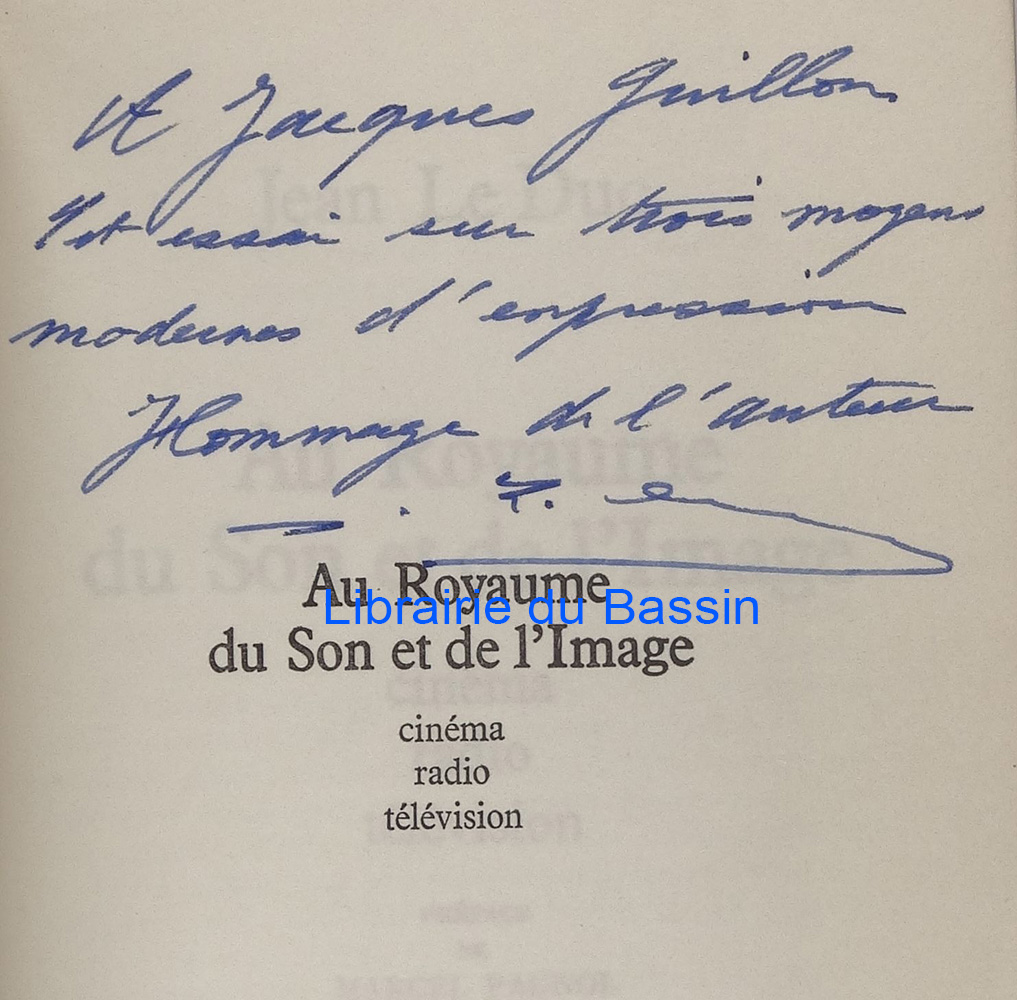 A Jacques Guillon
cet essai sur trois moyens
modernes d'expression
Hommage de l'auteur
Au Royaume
Librairie du Bassin
du Son et de l'Image
cinéma
radio
télévision